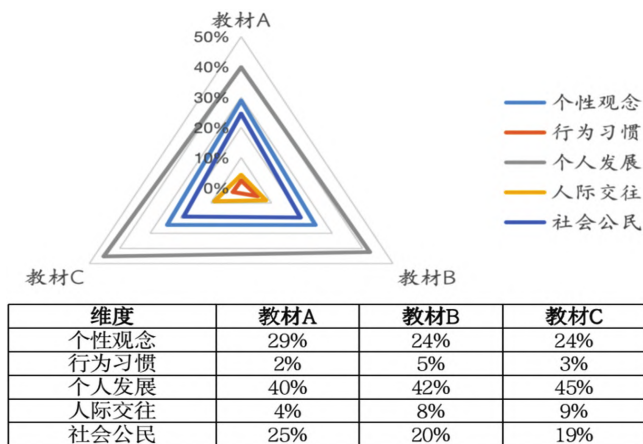 教材A
50%
40%
30%
20%
10%
0%
教材C
教材B
个性观念
行为习惯
个人发展
人际交往
社会公民
维度 教材A 教材B 教材C
个性观念 29% 24% 24%
行为习惯 2% 5% 3%
个人发展 40% 42% 45%
人际交往 4% 8% 9%
社会公民 25% 20% 19%